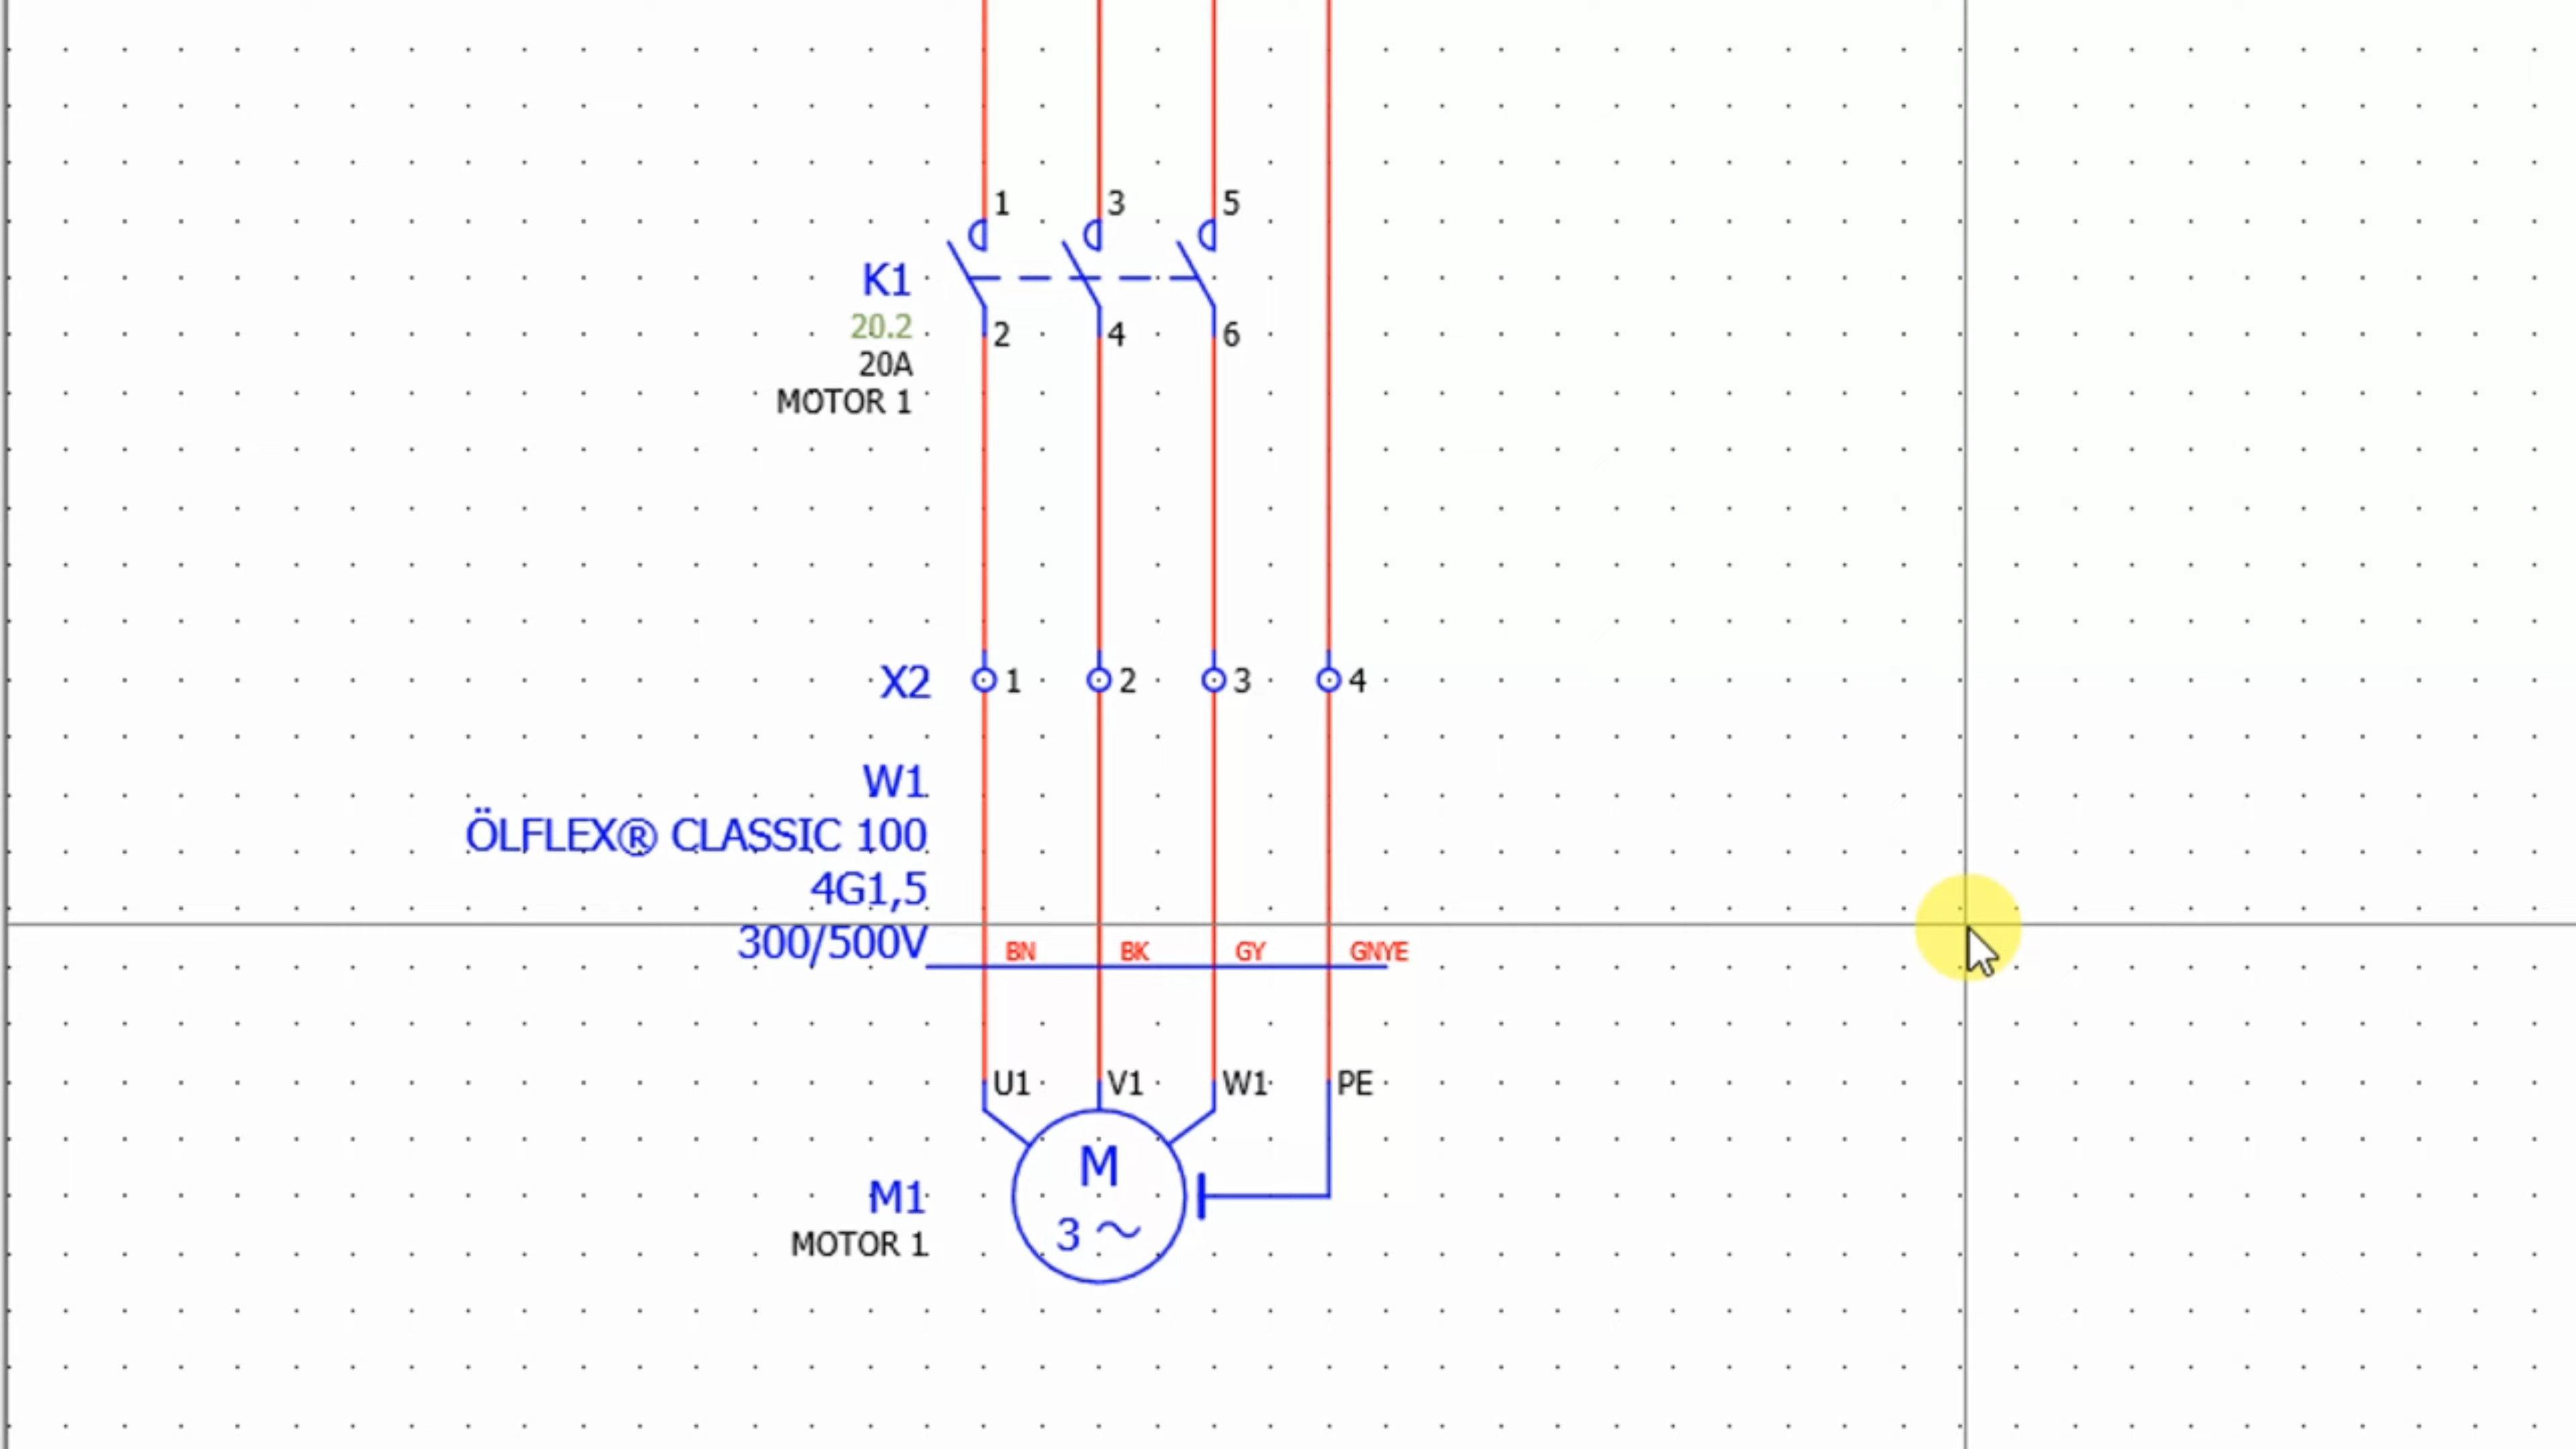 1 3 5
K1
20.2
2 4 6
20A
MOTOR 1
X2 1 2 3 4
W1
ÖLFLEX® CLASSIC 100
4G1,5
300/500V BN BK GY GNYE
U1 V1 W1 PE
M
M1
3 ~
MOTOR 1